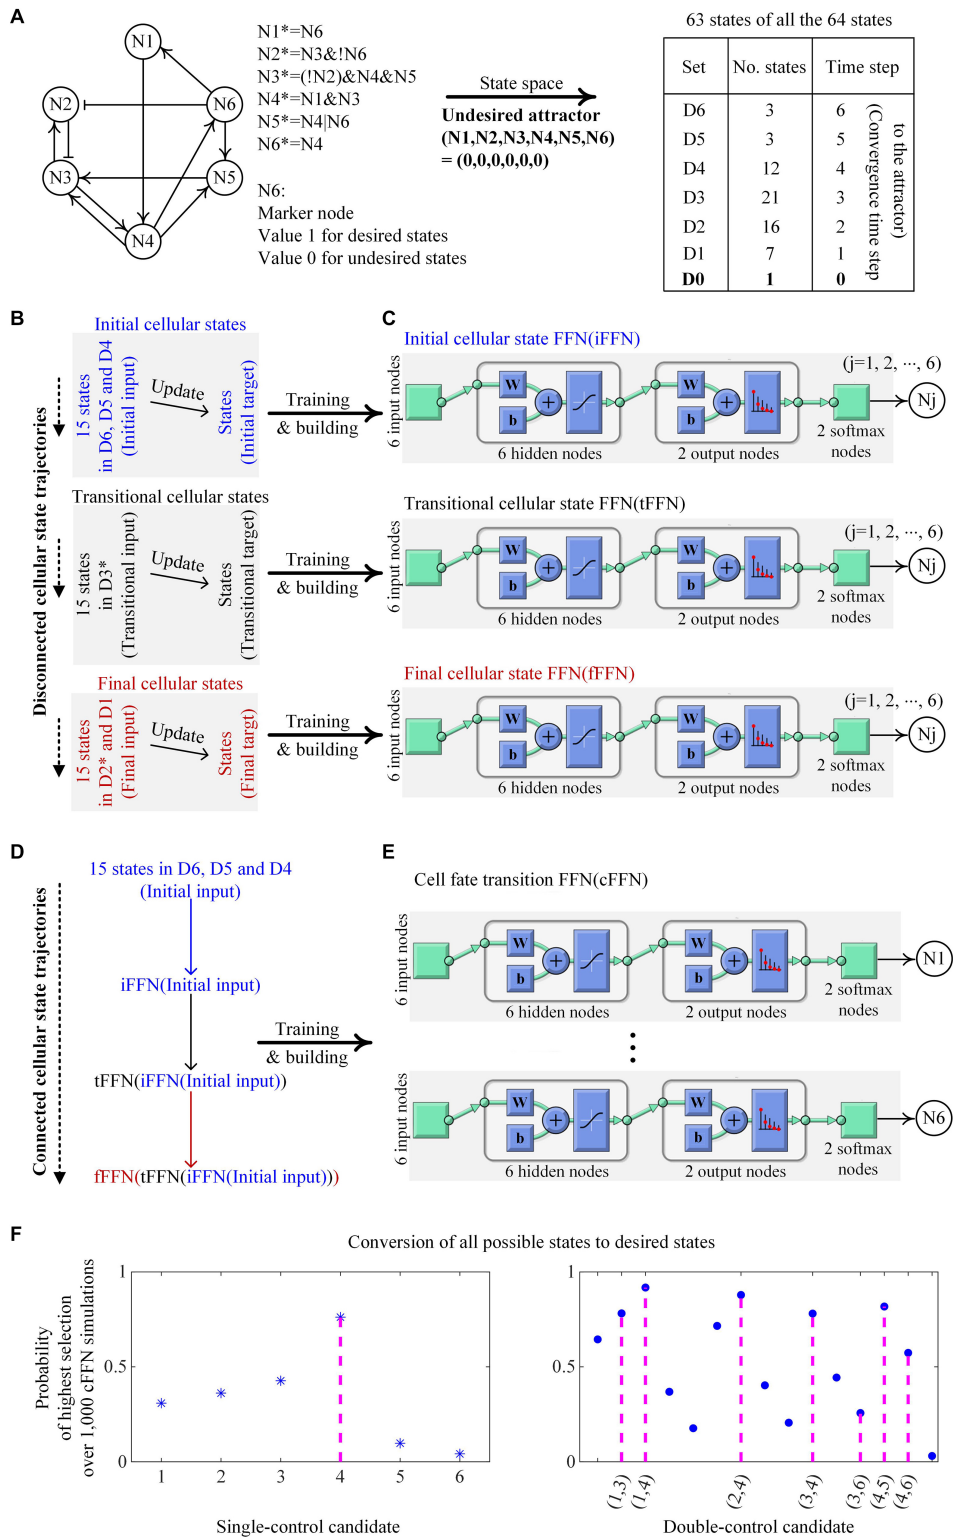 A
N1
N2
N6
N3
N5
N4
N1*=N6
N2*=N3&!N6
N3*=(!N2)&N4&N5
N4*=N1&N3
N5*=N4|N6
N6*=N4
N6:
Marker node
Value 1 for desired states
Value 0 for undesired states
State space
Undesired attractor
(N1,N2,N3,N4,N5,N6)
= (0,0,0,0,0,0)
63 states of all the 64 states
Set No. states Time step
D6 3 6
D5 3 5
D4 12 4
D3 21 3
D2 16 2
D1 7 1
D0 1 0
(Convergence time step
to the attractor)
B
Disconnected cellular state trajectories
Initial cellular states
15 states
in D6, D5 and D4
(Initial input)
Update
States
(Initial target)
Training
& building
Transitional cellular states
15 states
in D3*
(Transitional input)
Update
States
(Transitional target)
Training
& building
Final cellular states
15 states
in D2* and D1
(Final input)
Update
States
(Final targt)
Training
& building
C
Initial cellular state FFN(iFFN)
6 input nodes
W
b
+
6 hidden nodes
W
b
+
2 output nodes
2 softmax
nodes
(j=1, 2, ···, 6)
Nj
Transitional cellular state FFN(tFFN)
6 input nodes
W
b
+
6 hidden nodes
W
b
+
2 output nodes
2 softmax
nodes
(j=1, 2, ···, 6)
Nj
Final cellular state FFN(fFFN)
6 input nodes
W
b
+
6 hidden nodes
W
b
+
2 output nodes
2 softmax
nodes
(j=1, 2, ···, 6)
Nj
D
Connected cellular state trajectories
15 states in D6, D5 and D4
(Initial input)
iFFN(Initial input)
tFFN(iFFN(Initial input))
fFFN(tFFN(iFFN(Initial input)))
Training
& building
E
Cell fate transition FFN(cFFN)
6 input nodes
W
b
+
6 hidden nodes
W
b
+
2 output nodes
2 softmax
nodes
N1
6 input nodes
W
b
+
6 hidden nodes
W
b
+
2 output nodes
2 softmax
nodes
N6
F
Conversion of all possible states to desired states
Probability
of highest selection
over 1,000 cFFN simulations
1
0.5
0
1 2 3 4 5 6
Single-control candidate
1
0.5
0
(1,3) (1,4) (2,4) (3,4) (3,6) (4,5) (4,6)
Double-control candidate